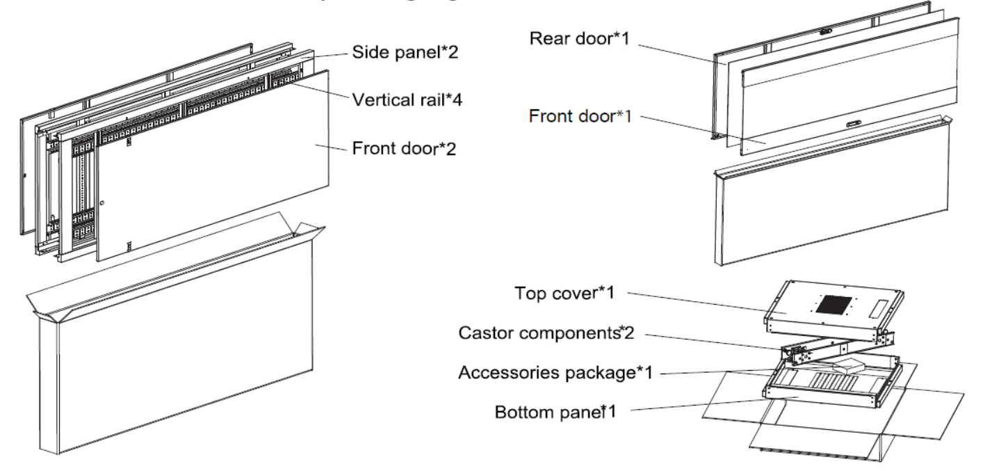 Side panel*2
Vertical rail*4
Front door*2
Rear door*1
Front door*1
Top cover*1
Castor components*2
Accessories package*1
Bottom panel*1